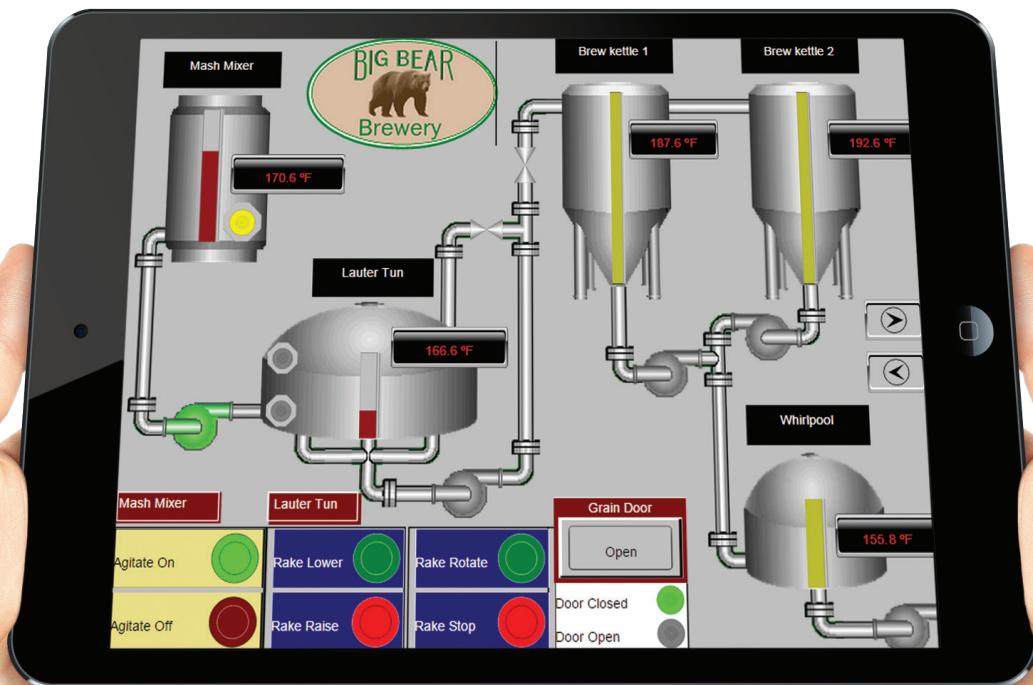 Mash Mixer
BIG BEAR
Brewery
Brew kettle 1
Brew kettle 2
170.6 ºF
187.6 ºF
192.6 ºF
Lauter Tun
166.6 ºF
Whirlpool
155.8 ºF
Mash Mixer
Lauter Tun
Grain Door
Open
Agitate On
Rake Lower
Rake Rotate
Door Closed
Agitate Off
Rake Raise
Rake Stop
Door Open